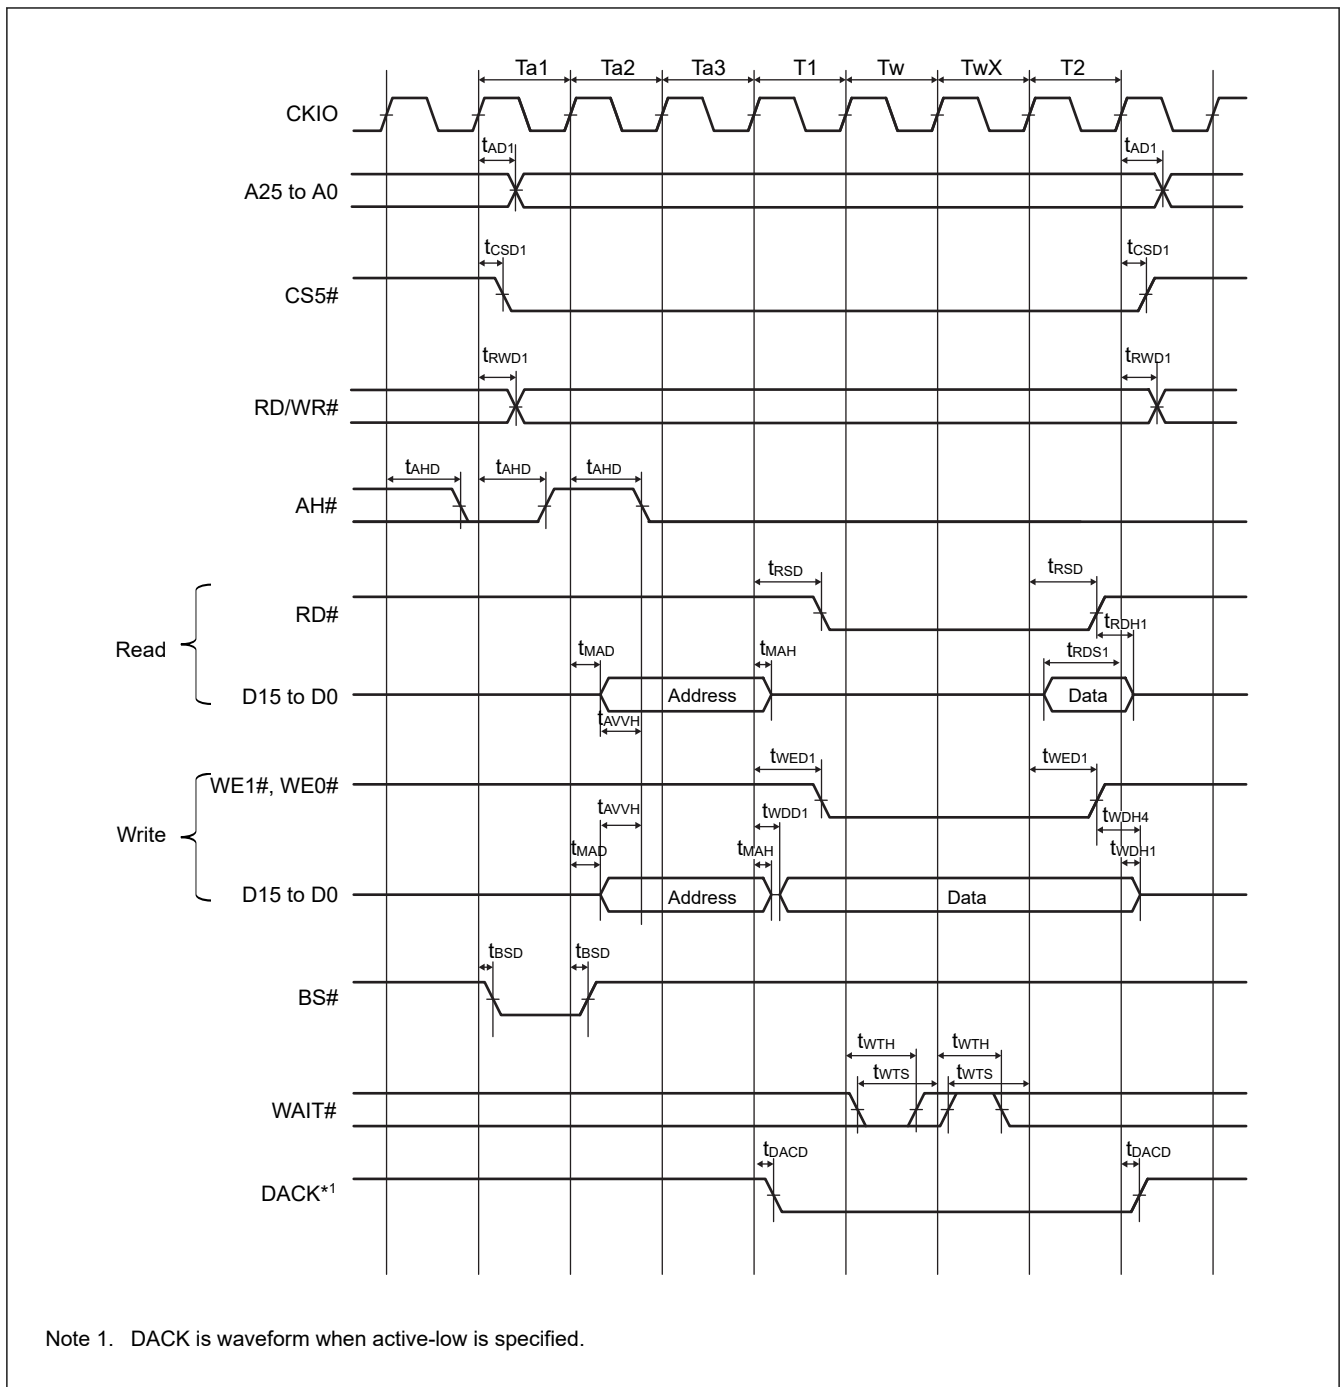 Ta1 Ta2 Ta3 T1 Tw TwX T2
CKIO
tAD1 tAD1
A25 to A0
tCSD1 tCSD1
CS5#
tRWD1 tRWD1
RD/WR#
tAHD tAHD tAHD
AH#
tRSD tRSD
RD#
tRDH1
Read
tMAD tMAH tRDS1
D15 to D0 Address Data
tAVVH
tWED1 tWED1
WE1#, WE0#
tAVVH tWDD1 tWDH4
Write
tMAD tMAH tWDH1
D15 to D0 Address Data
tBSD tBSD
BS#
tWTH tWTH
tWTS tWTS
WAIT#
tDACD tDACD
DACK*1
Note 1. DACK is waveform when active-low is specified.